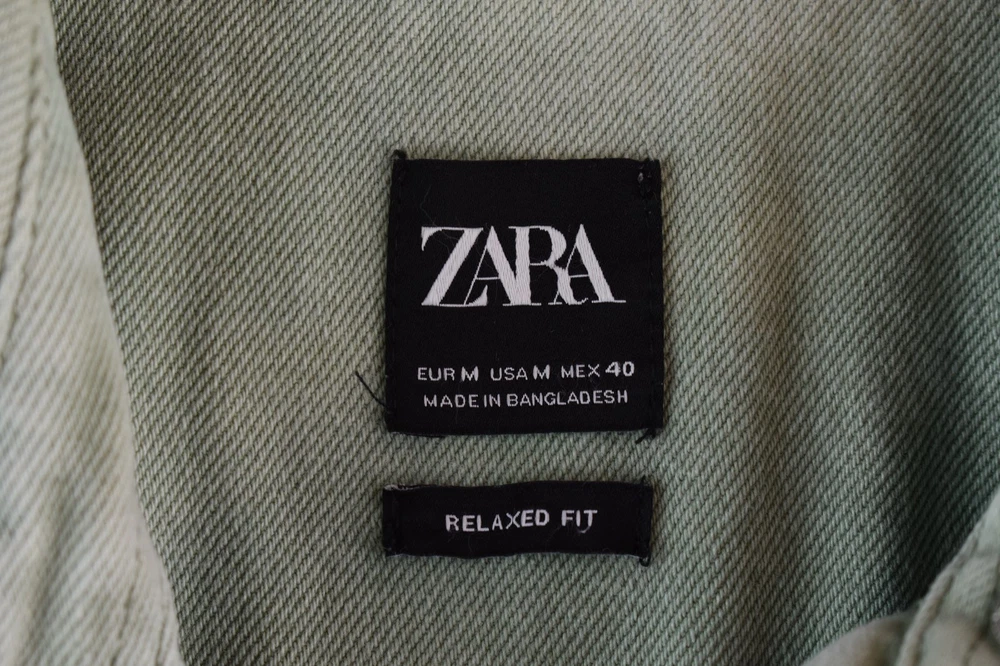 ZARA
EUR M USA M MEX 40
MADE IN BANGLADESH
RELAXED FIT